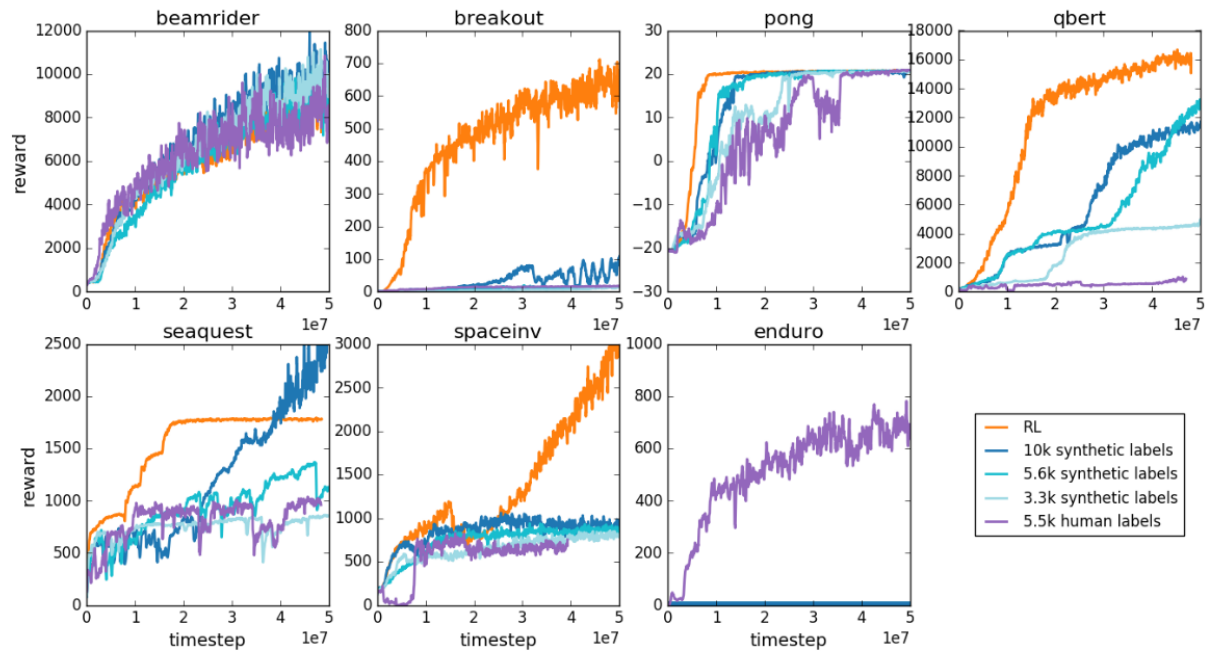 beamrider
breakout
pong
qbert
reward
12000
10000
8000
6000
4000
2000
0
0 1 2 3 4 5
1e7
800
700
600
500
400
300
200
100
0
0 1 2 3 4 5
1e7
30
20
10
0
−10
−20
−30
0 1 2 3 4 5
1e7
18000
16000
14000
12000
10000
8000
6000
4000
2000
0
0 1 2 3 4 5
1e7
seaquest
spaceinv
enduro
reward
2500
2000
1500
1000
500
0
0 1 2 3 4 5
timestep
1e7
3000
2500
2000
1500
1000
500
0
0 1 2 3 4 5
timestep
1e7
1000
800
600
400
200
0
0 1 2 3 4 5
timestep
1e7
RL
10k synthetic labels
5.6k synthetic labels
3.3k synthetic labels
5.5k human labels